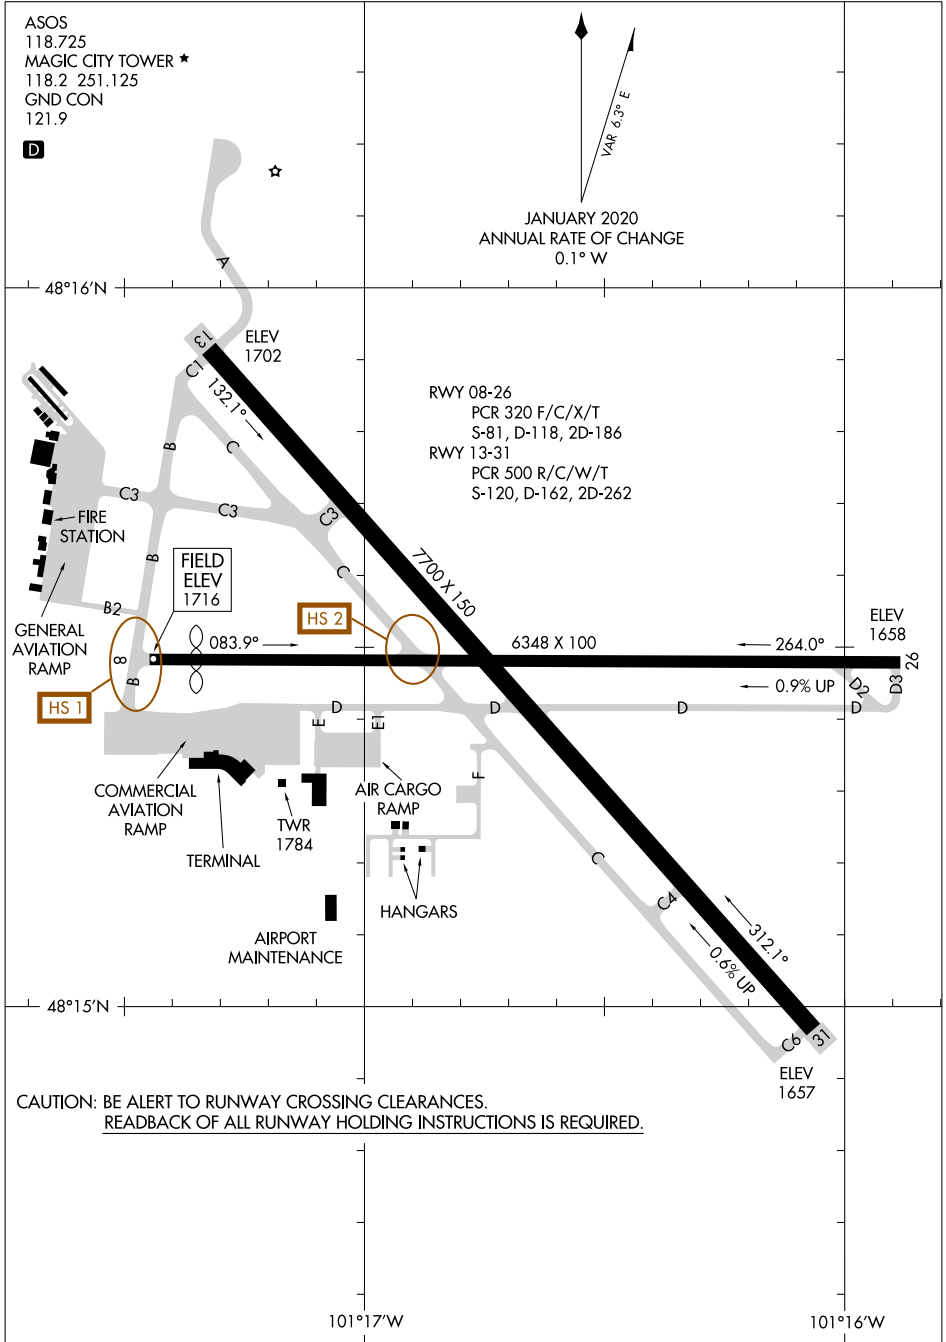 ASOS
118.725
MAGIC CITY TOWER
118.2 251.125
GND CON
121.9
D
VAR 6.3° E
JANUARY 2020
ANNUAL RATE OF CHANGE
0.1° W
A
48°16'N
13
ELEV
1702
C1
132.1°
RWY 08-26
PCR 320 F/C/X/T
S-81, D-118, 2D-186
RWY 13-31
PCR 500 R/C/W/T
S-120, D-162, 2D-262
B
C
C3
C3
C3
FIRE
STATION
B
FIELD
ELEV
1716
C
7700 X 150
B2
HS 2
GENERAL
AVIATION
RAMP
8
083.9°
6348 X 100
264.0°
ELEV
1658
26
B
HS 1
0.9% UP
D2
D3
D
D
D
D
E
E1
F
COMMERCIAL
AVIATION
RAMP
TWR
1784
AIR CARGO
RAMP
TERMINAL
C
HANGARS
C4
AIRPORT
MAINTENANCE
312.1°
0.6% UP
48°15'N
C6
31
ELEV
1657
CAUTION: BE ALERT TO RUNWAY CROSSING CLEARANCES.
READBACK OF ALL RUNWAY HOLDING INSTRUCTIONS IS REQUIRED.
101°17'W
101°16'W